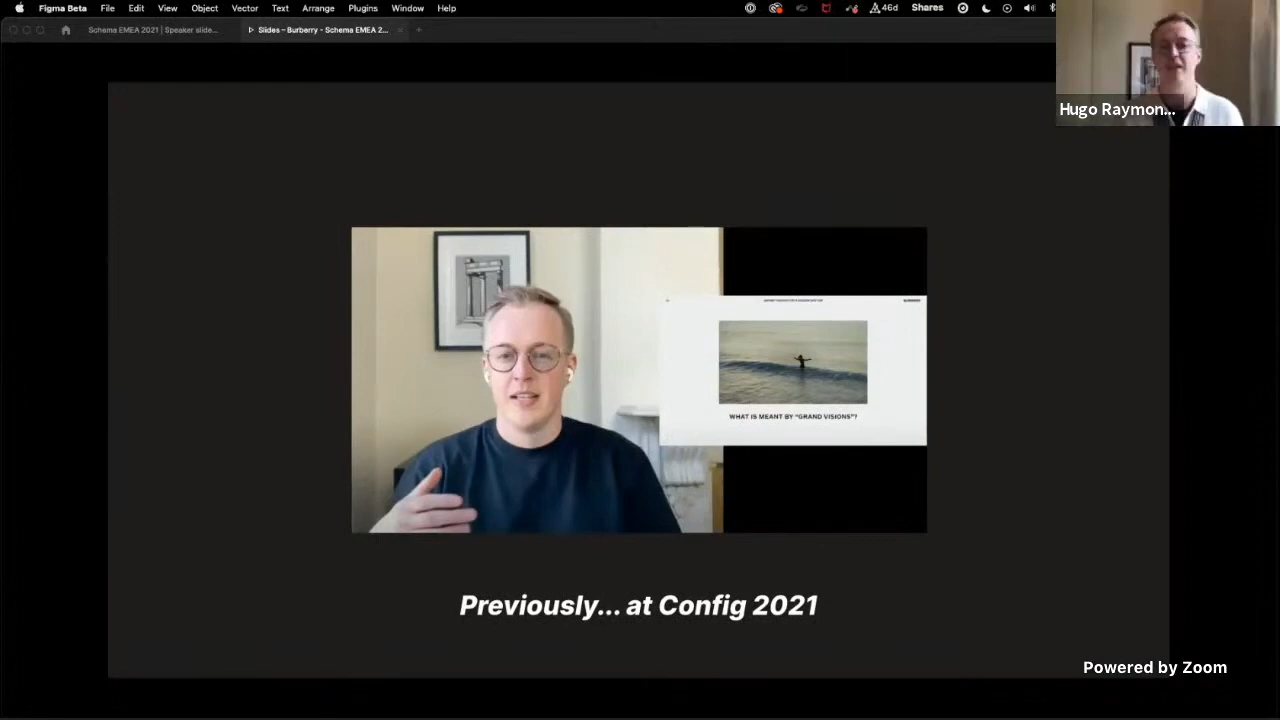 Figma Beta File Edit View Object Vector Text Arrange Plugins Window Help 46d Shares
Schema EMEA 2021 | Speaker slide... Slides – Burberry - Schema EMEA 2...
Hugo Raymon...
WHAT IS MEANT BY “GRAND VISIONS”?
Previously... at Config 2021
Powered by Zoom